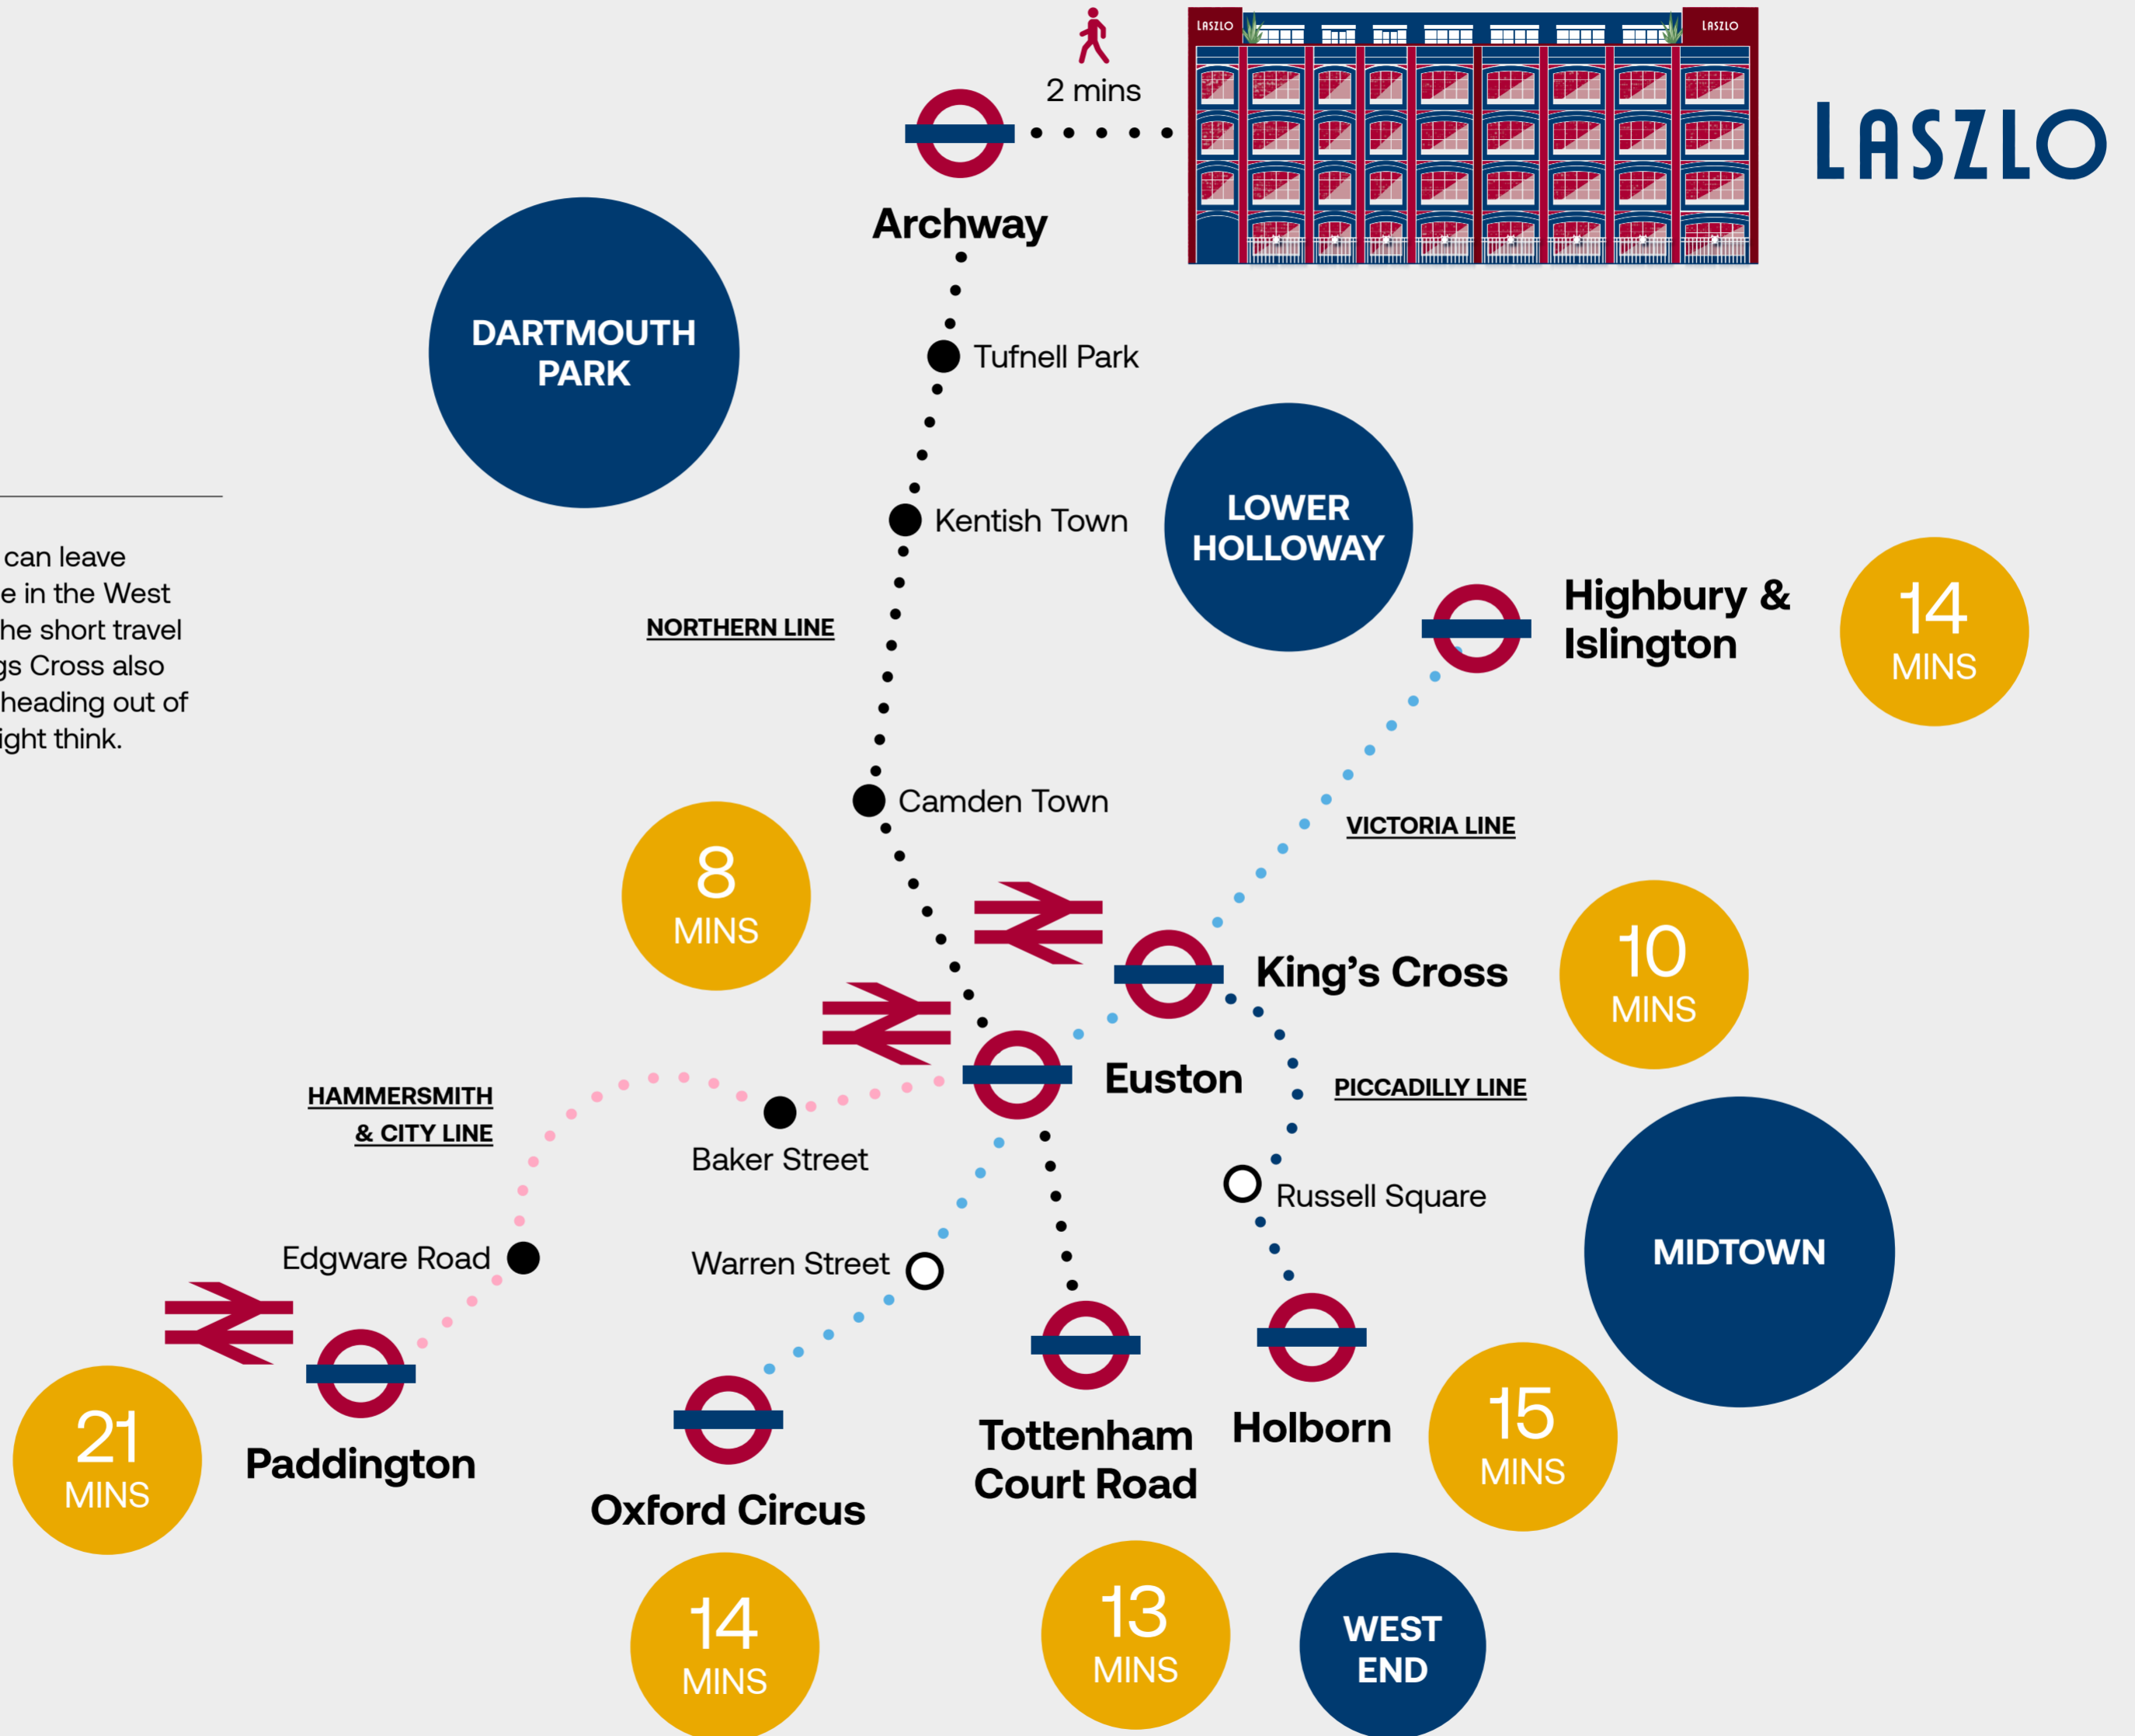 2 mins
LASZLO
LASZLO
LASZLO
Archway
DARTMOUTH
PARK
Tufnell Park
Kentish Town
LOWER
HOLLOWAY
can leave
e in the West
he short travel
gs Cross also
heading out of
ight think.
NORTHERN LINE
Highbury &
Islington
14
MINS
Camden Town
VICTORIA LINE
8
MINS
King's Cross
10
MINS
Euston
HAMMERSMITH
& CITY LINE
PICCADILLY LINE
Baker Street
Russell Square
MIDTOWN
Edgware Road
Warren Street
21
MINS
Paddington
Oxford Circus
14
MINS
Tottenham
Court Road
13
MINS
Holborn
15
MINS
WEST
END